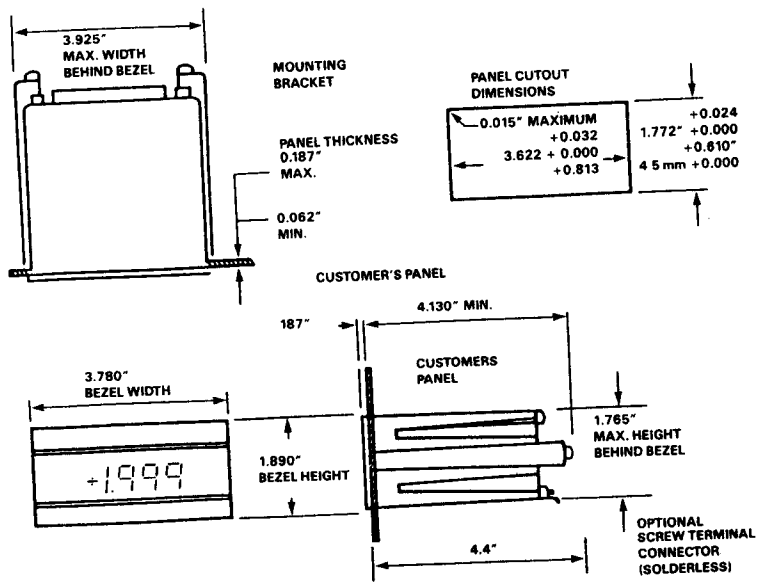 3.925"
MAX. WIDTH
BEHIND BEZEL
MOUNTING
BRACKET
PANEL THICKNESS
0.187"
MAX.
0.062"
MIN.
PANEL CUTOUT
DIMENSIONS
0.015" MAXIMUM
+0.032
3.622 + 0.000
+0.813
+0.024
1.772" +0.000
+0.610"
45mm +0.000
CUSTOMER'S PANEL
187"
4.130" MIN.
CUSTOMERS
PANEL
3.780"
BEZEL WIDTH
÷1.999
1.890"
BEZEL HEIGHT
1.765"
MAX. HEIGHT
BEHIND BEZEL
4.4"
OPTIONAL
SCREW TERMINAL
CONNECTOR
(SOLDERLESS)